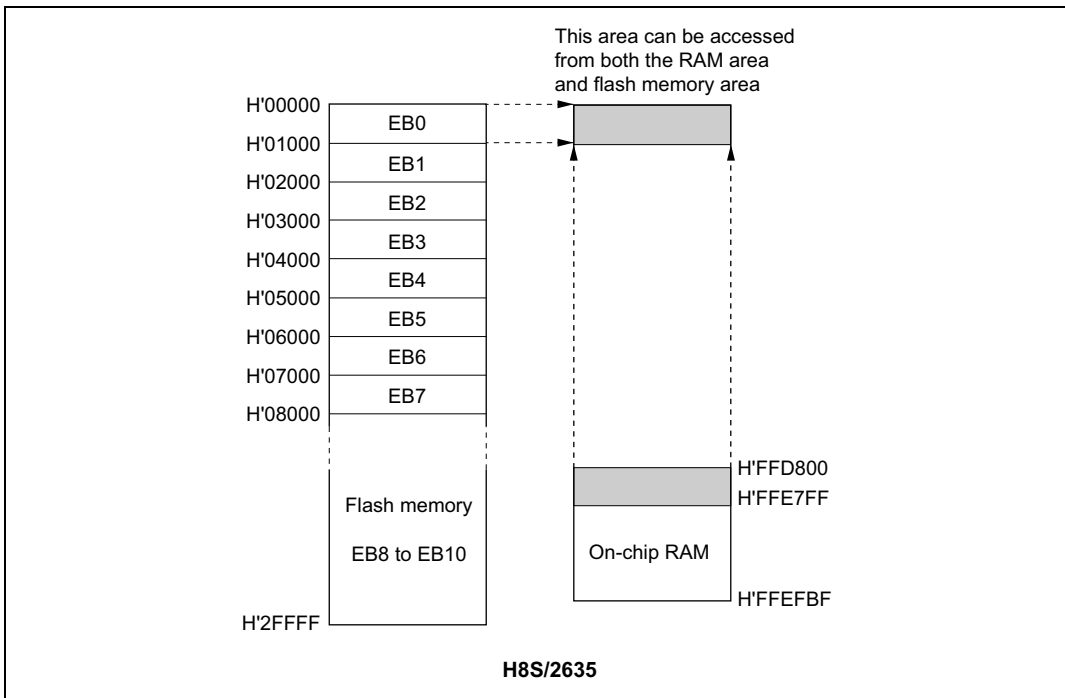 This area can be accessed
from both the RAM area
and flash memory area
H'00000
EB0
H'01000
EB1
H'02000
EB2
H'03000
EB3
H'04000
EB4
H'05000
EB5
H'06000
EB6
H'07000
EB7
H'08000
H'FFD800
H'FFE7FF
Flash memory
EB8 to EB10
On-chip RAM
H'FFEFBF
H'2FFFF
H8S/2635